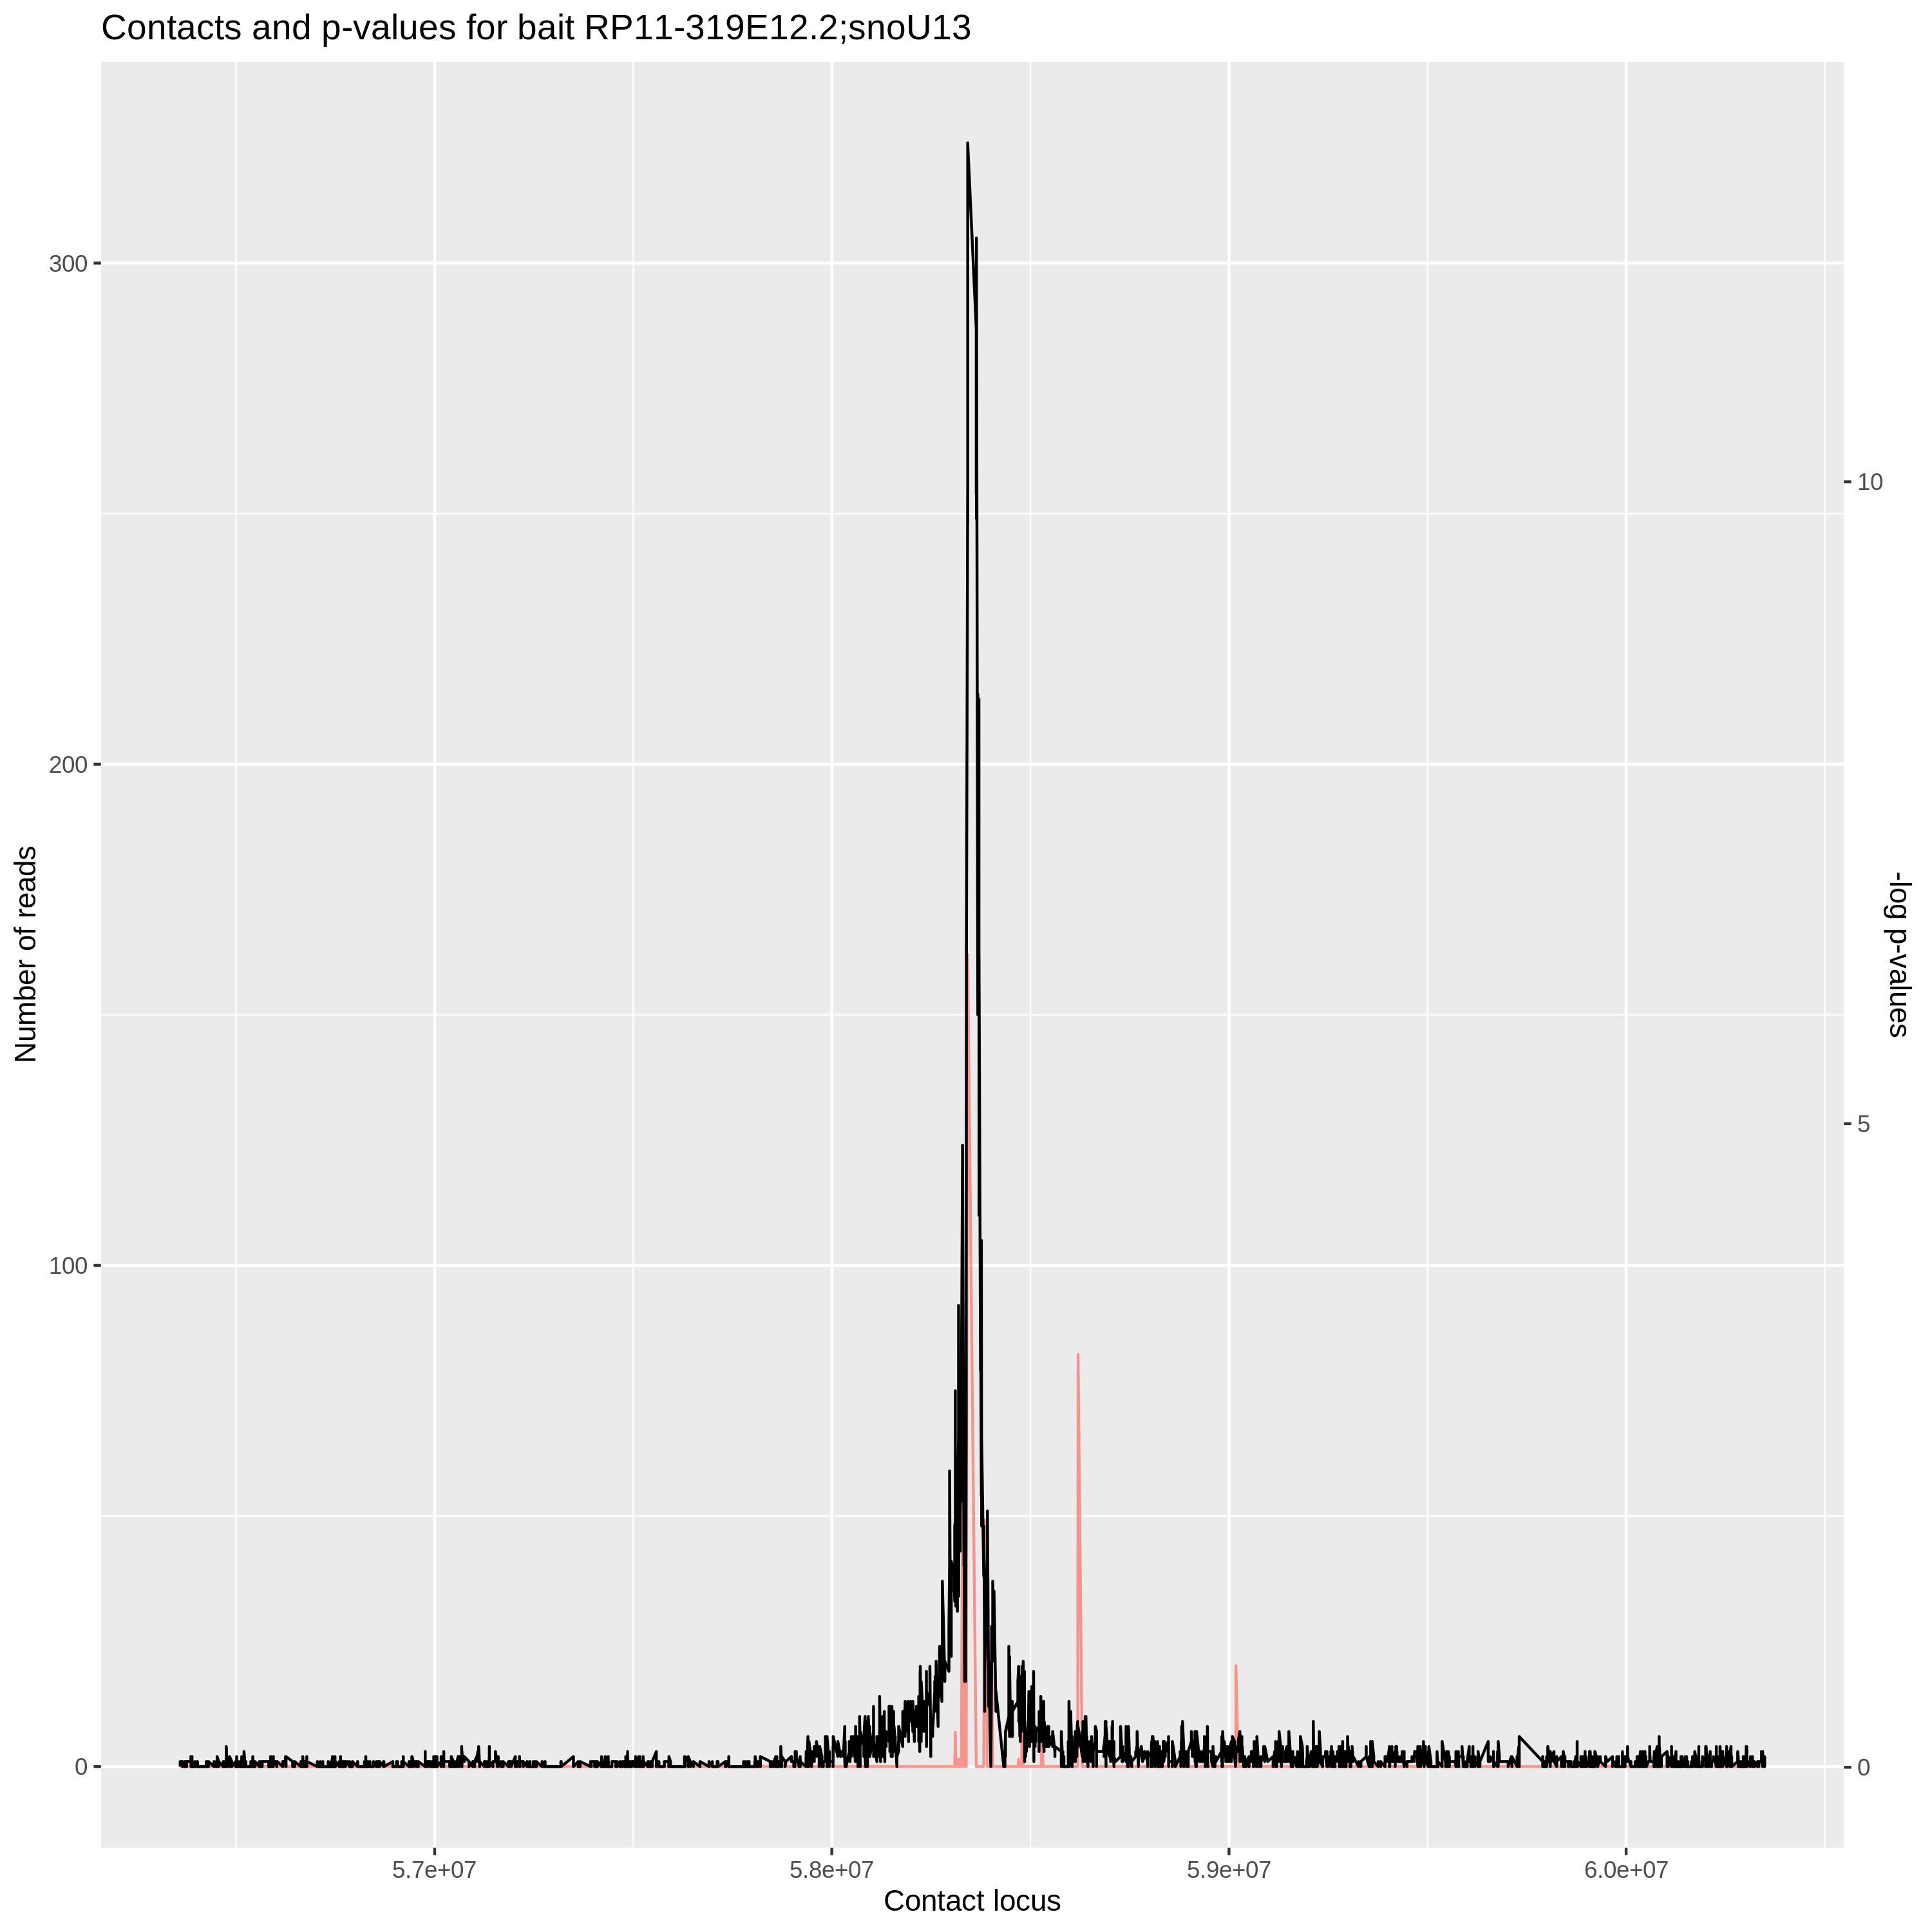 Contacts and p-values for bait RP11-319E12.2;snoU13
300
200
100
0
Number of reads
10
5
0
-log p-values
5.7e+07 5.8e+07 5.9e+07 6.0e+07
Contact locus